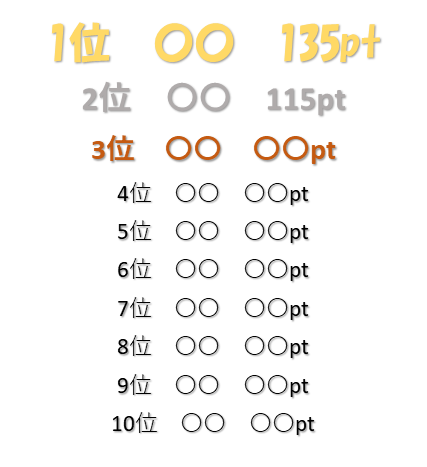 1位 〇〇 135pt
2位 〇〇 115pt
3位 〇〇 〇〇pt
4位 〇〇 〇〇pt
5位 〇〇 〇〇pt
6位 〇〇 〇〇pt
7位 〇〇 〇〇pt
8位 〇〇 〇〇pt
9位 〇〇 〇〇pt
10位 〇〇 〇〇pt